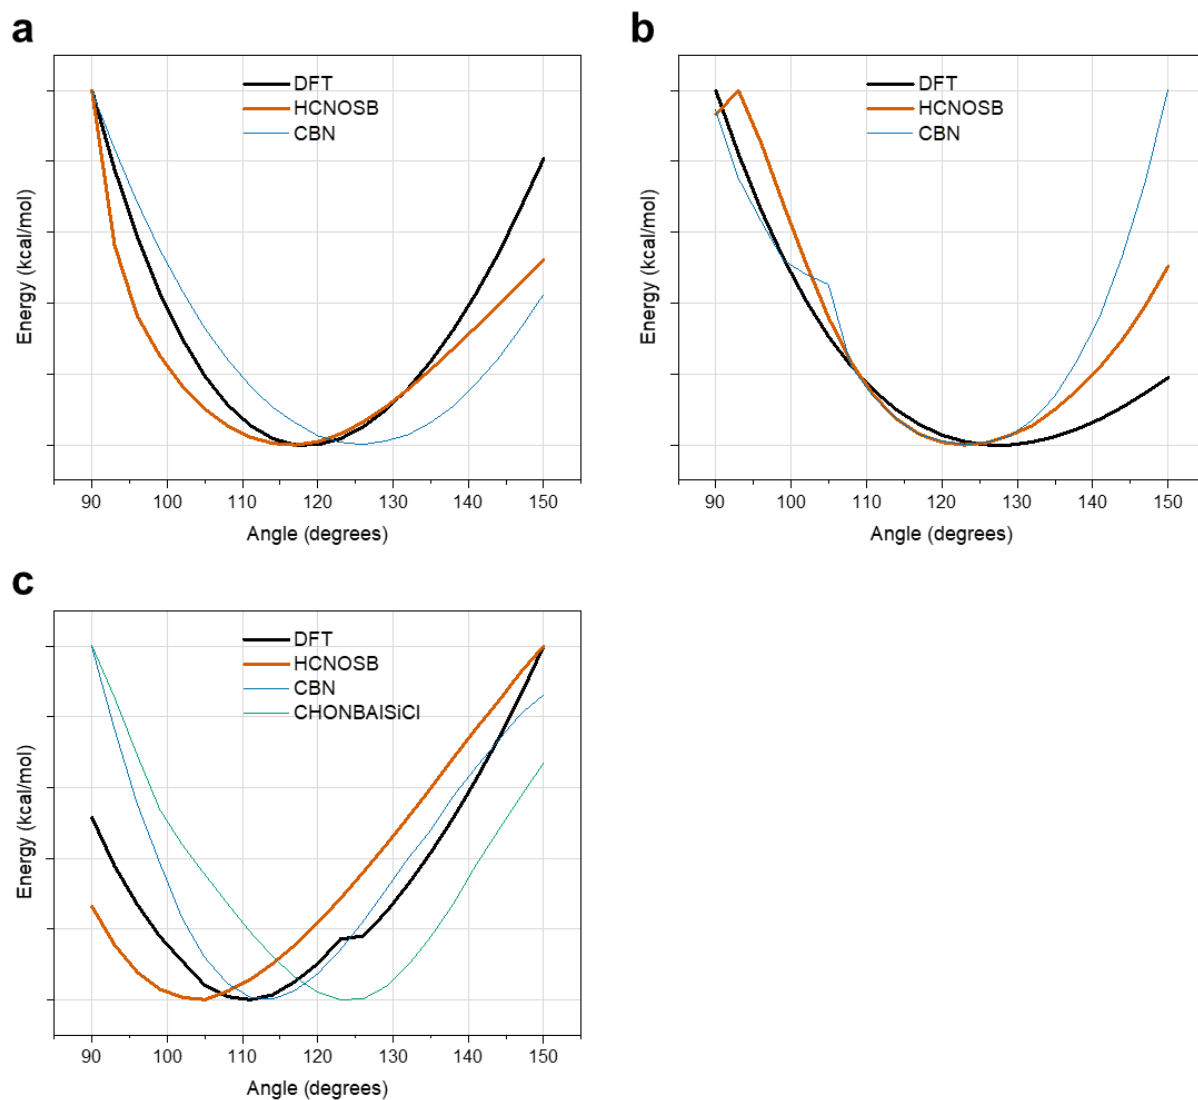 a
DFT
HCNOSB
CBN
Energy (kcal/mol)
90 100 110 120 130 140 150
Angle (degrees)
b
DFT
HCNOSB
CBN
Energy (kcal/mol)
90 100 110 120 130 140 150
Angle (degrees)
c
DFT
HCNOSB
CBN
CHONBAlSiCl
Energy (kcal/mol)
90 100 110 120 130 140 150
Angle (degrees)